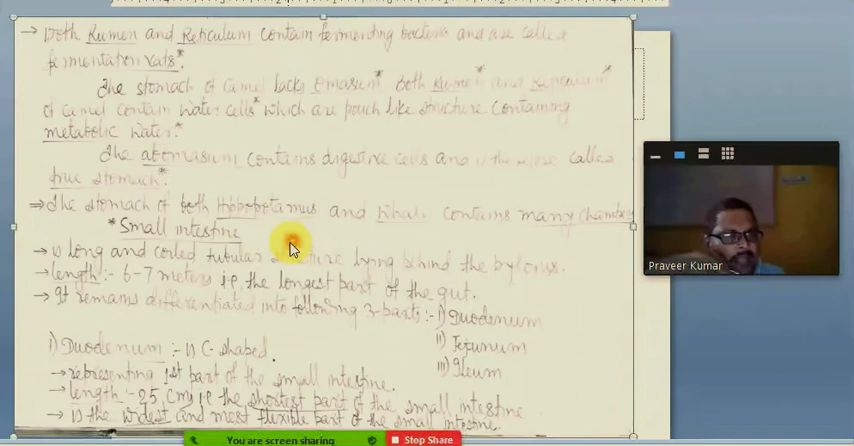 → Both Rumen and Reticulum contain fermenting bacteria and are called
fermentation vats*.
The stomach of camel lacks Omasum* Both Rumen* and Reticulum*
of camel contain water cells* which are pouch like structure containing
metabolic water.*
The abomasum contains digestive cells and is therefore called
true stomach*.
⇒ The stomach of both Hippopotamus and Whale contains many chambers
* Small intestine
→ is long and coiled tubular structure lying behind the pylorus.
→ length :- 6-7 meters i.e. the longest part of the gut.
→ It remains differentiated into following 3-parts :- i) Duodenum
ii) Jejunum
iii) Ileum
i) Duodenum :- is C-shaped.
→ representing 1st part of the small intestine.
→ length :- 25 cms i.e the shortest part of the small intestine
→ is the widest and most flexible part of the small intestine.
Praveer Kumar
You are screen sharing
Stop Share